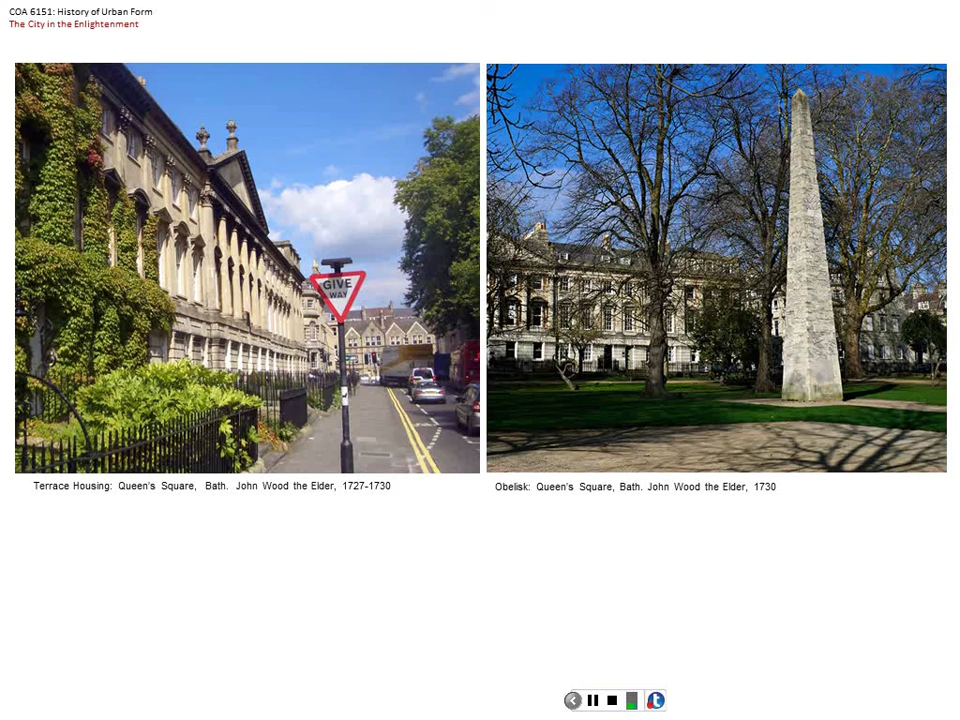 COA 6151: History of Urban Form
The City in the Enlightenment
GIVE
WAY
Terrace Housing: Queen's Square, Bath. John Wood the Elder, 1727-1730
Obelisk: Queen's Square, Bath. John Wood the Elder, 1730
t